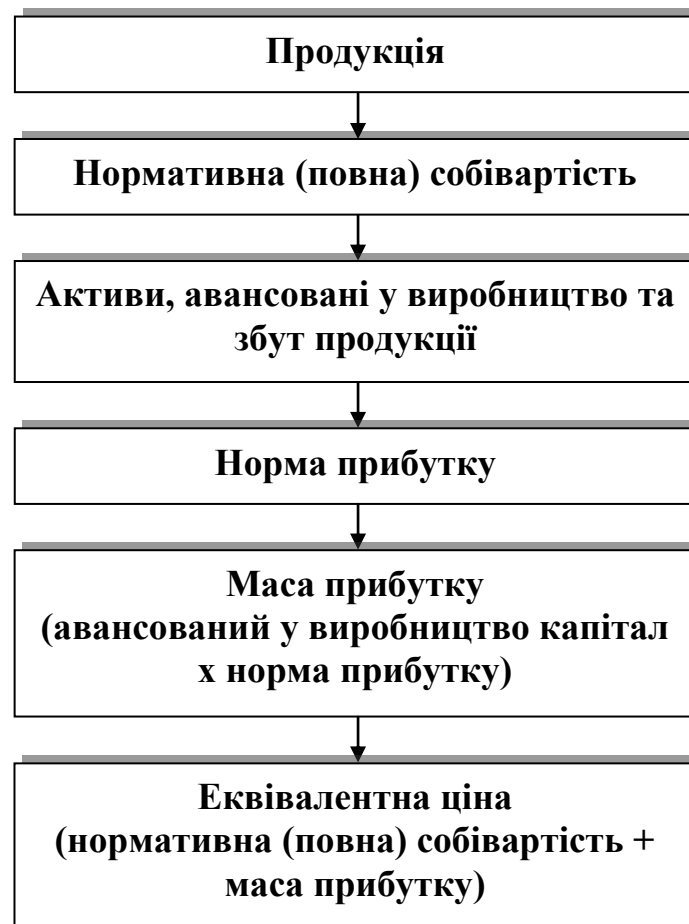 Продукція
Нормативна (повна) собівартість
Активи, авансовані у виробництво та
збут продукції
Норма прибутку
Маса прибутку
(авансований у виробництво капітал
х норма прибутку)
Еквівалентна ціна
(нормативна (повна) собівартість +
маса прибутку)